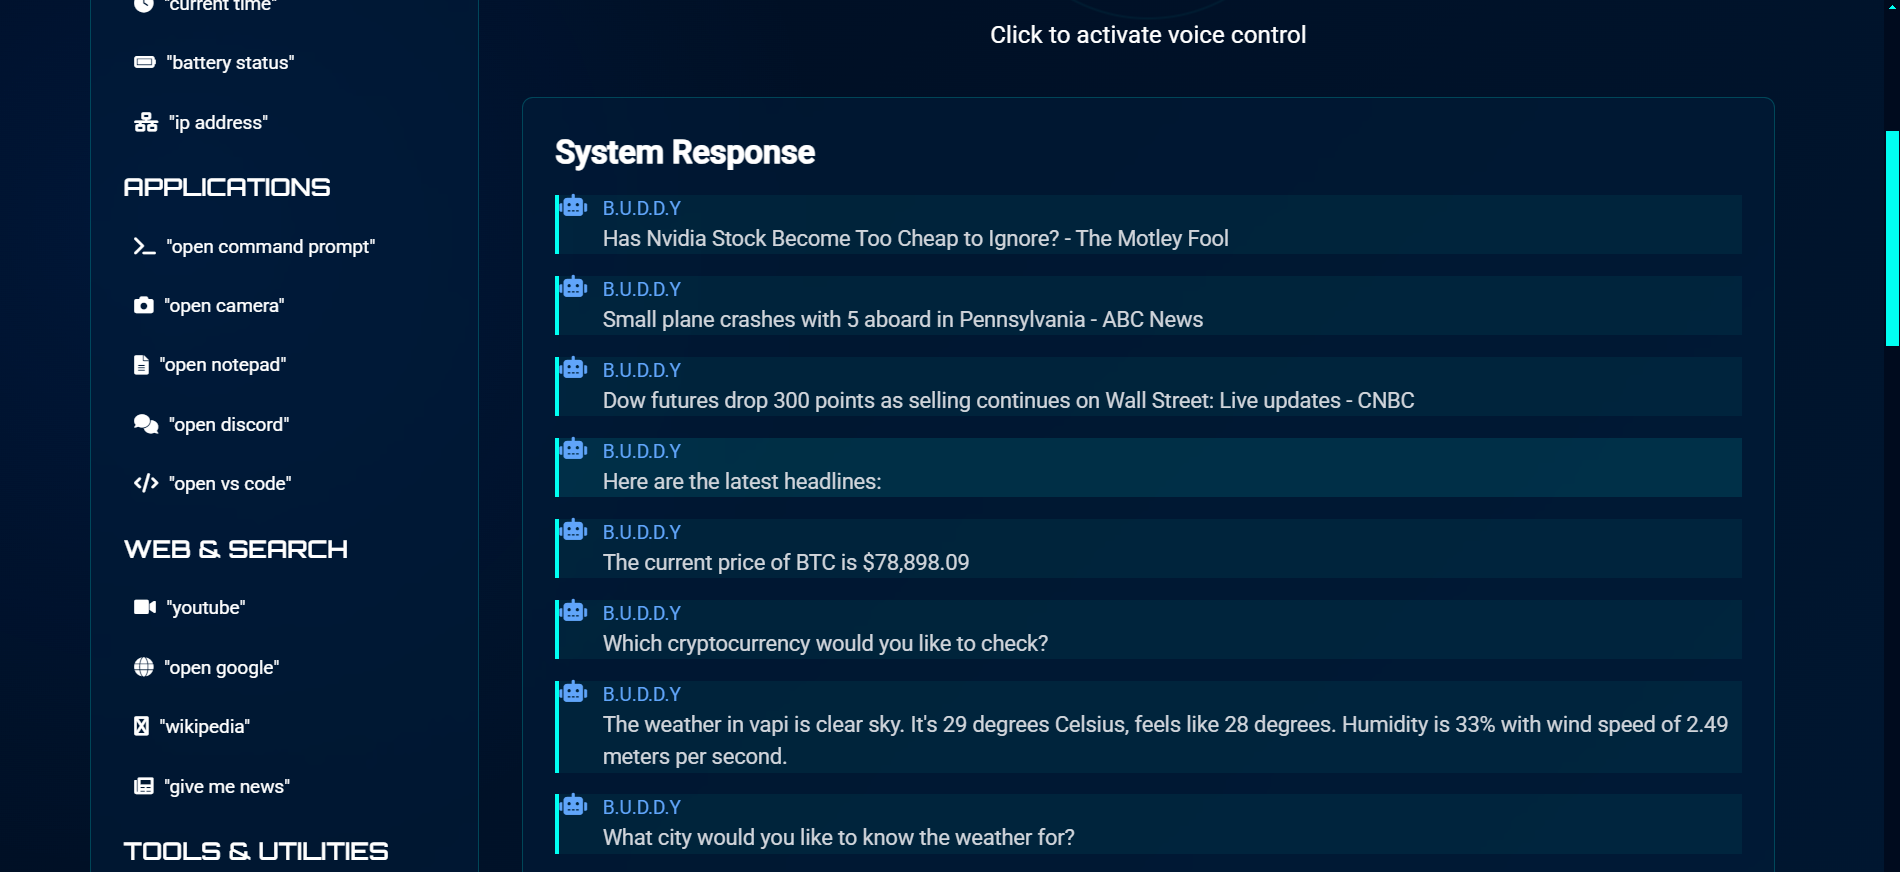 "current time"
"battery status"
"ip address"
APPLICATIONS
"open command prompt"
"open camera"
"open notepad"
"open discord"
"open vs code"
WEB & SEARCH
"youtube"
"open google"
"wikipedia"
"give me news"
TOOLS & UTILITIES
Click to activate voice control
System Response
B.U.D.D.Y
Has Nvidia Stock Become Too Cheap to Ignore? - The Motley Fool
B.U.D.D.Y
Small plane crashes with 5 aboard in Pennsylvania - ABC News
B.U.D.D.Y
Dow futures drop 300 points as selling continues on Wall Street: Live updates - CNBC
B.U.D.D.Y
Here are the latest headlines:
B.U.D.D.Y
The current price of BTC is $78,898.09
B.U.D.D.Y
Which cryptocurrency would you like to check?
B.U.D.D.Y
The weather in vapi is clear sky. It's 29 degrees Celsius, feels like 28 degrees. Humidity is 33% with wind speed of 2.49
meters per second.
B.U.D.D.Y
What city would you like to know the weather for?